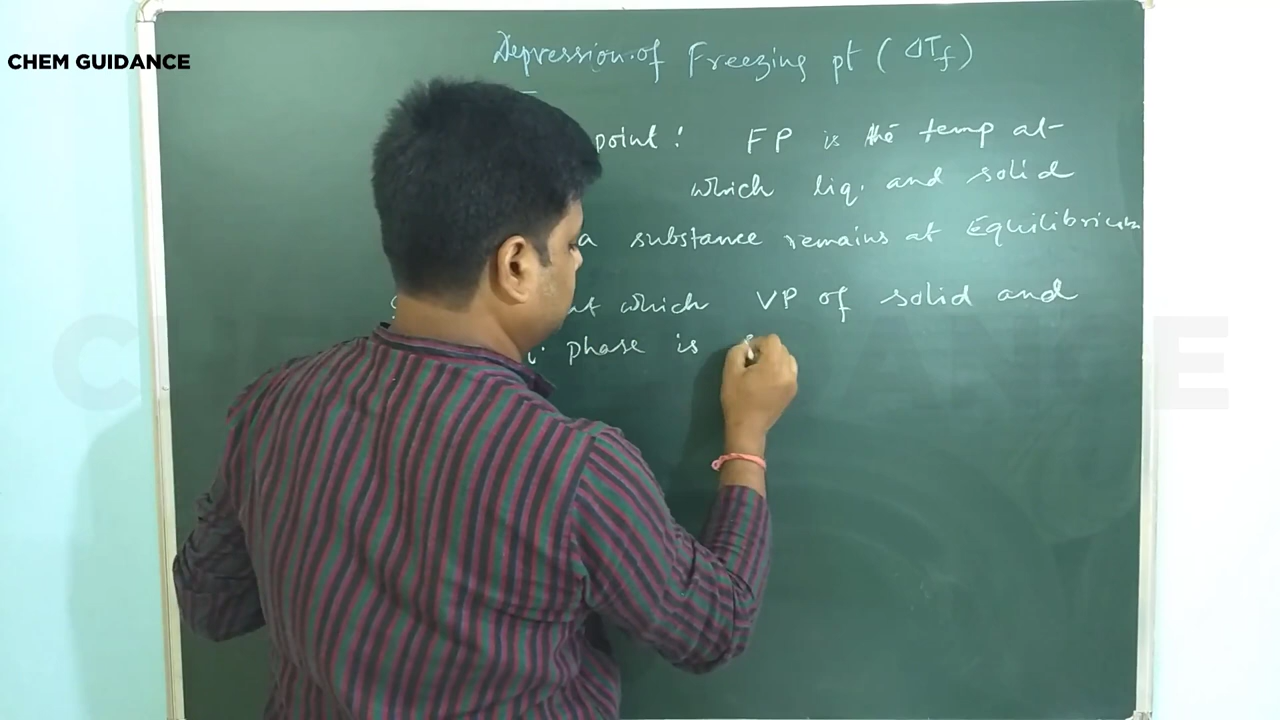 CHEM GUIDANCE
Depression of Freezing pt (ΔTf)
point: FP is the temp at
which liq. and solid
a substance remains at Equilibrium
which VP of solid and
phase is